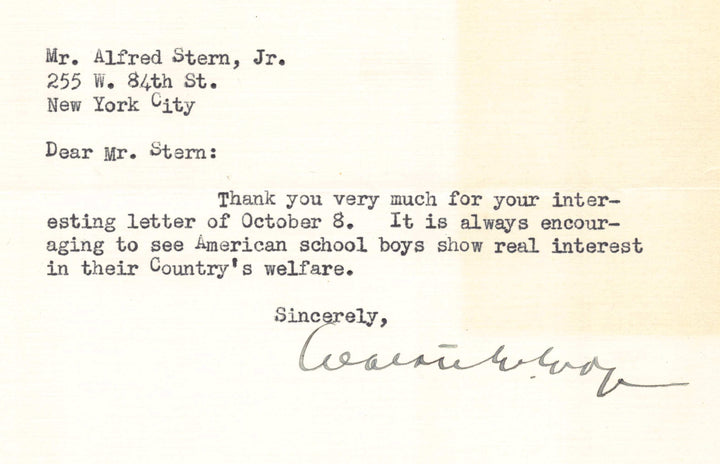 Mr. Alfred Stern, Jr.
255 W. 84th St.
New York City
Dear Mr. Stern:
Thank you very much for your inter-
esting letter of October 8. It is always encour-
aging to see American school boys show real interest
in their Country's welfare.
Sincerely,